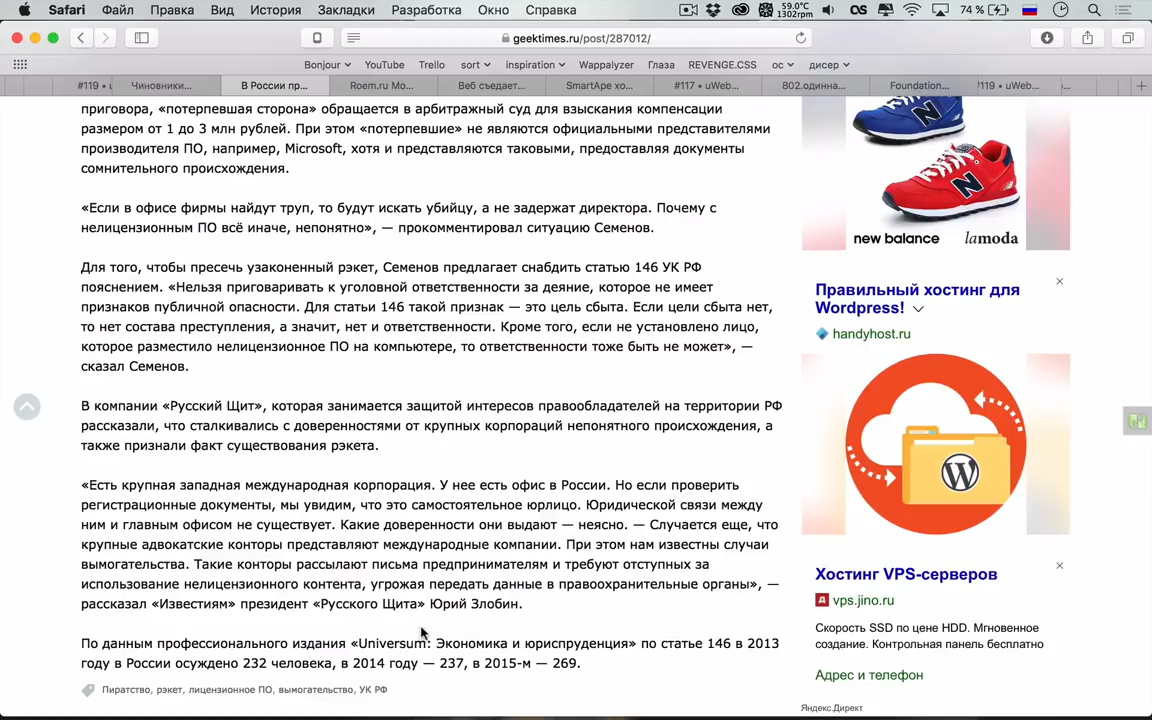 Safari Файл Правка Вид История Закладки Разработка Окно Справка 59.0°C 1302rpm OS 74 %
geektimes.ru/post/287012/
Bonjour YouTube Trello sort inspiration Wappalyzer Глаза REVENGE.CSS ос дисер
#119 • Чиновники... В России пр... Roem.ru Мо... Веб съедает... SmartApe хо... #117 • uWeb... 802.одинна... Foundation... #119 • uWeb...
приговора, «потерпевшая сторона» обращается в арбитражный суд для взыскания компенсации
размером от 1 до 3 млн рублей. При этом «потерпевшие» не являются официальными представителями
производителя ПО, например, Microsoft, хотя и представляются таковыми, предоставляя документы
сомнительного происхождения.
«Если в офисе фирмы найдут труп, то будут искать убийцу, а не задержат директора. Почему с
нелицензионным ПО всё иначе, непонятно», — прокомментировал ситуацию Семенов.
Для того, чтобы пресечь узаконенный рэкет, Семенов предлагает снабдить статью 146 УК РФ
пояснением. «Нельзя приговаривать к уголовной ответственности за деяние, которое не имеет
признаков публичной опасности. Для статьи 146 такой признак — это цель сбыта. Если цели сбыта нет,
то нет состава преступления, а значит, нет и ответственности. Кроме того, если не установлено лицо,
которое разместило нелицензионное ПО на компьютере, то ответственности тоже быть не может», —
сказал Семенов.
В компании «Русский Щит», которая занимается защитой интересов правообладателей на территории РФ
рассказали, что сталкивались с доверенностями от крупных корпораций непонятного происхождения, а
также признали факт существования рэкета.
«Есть крупная западная международная корпорация. У нее есть офис в России. Но если проверить
регистрационные документы, мы увидим, что это самостоятельное юрлицо. Юридической связи между
ним и главным офисом не существует. Какие доверенности они выдают — неясно. — Случается еще, что
крупные адвокатские конторы представляют международные компании. При этом нам известны случаи
вымогательства. Такие конторы рассылают письма предпринимателям и требуют отступных за
использование нелицензионного контента, угрожая передать данные в правоохранительные органы», —
рассказал «Известиям» президент «Русского Щита» Юрий Злобин.
По данным профессионального издания «Universum: Экономика и юриспруденция» по статье 146 в 2013
году в России осуждено 232 человека, в 2014 году — 237, в 2015-м — 269.
Пиратство, рэкет, лицензионное ПО, вымогательство, УК РФ
new balance lamoda
Правильный хостинг для
Wordpress!
handyhost.ru
Хостинг VPS-серверов
vps.jino.ru
Скорость SSD по цене HDD. Мгновенное
создание. Контрольная панель бесплатно
Адрес и телефон
Яндекс.Директ